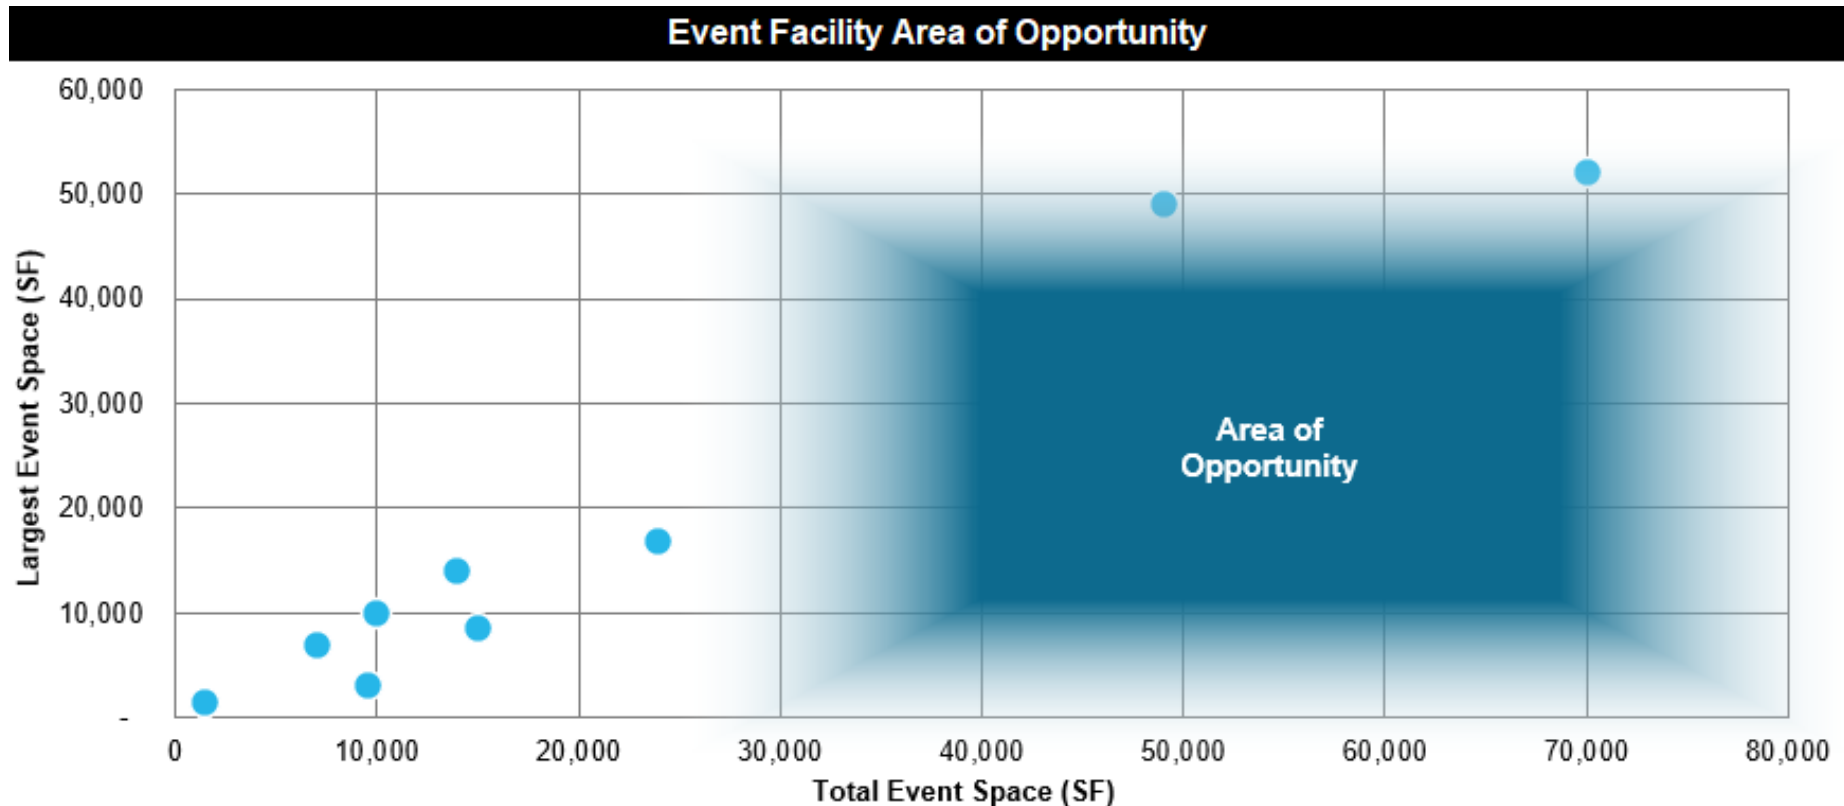 Event Facility Area of Opportunity
60,000
50,000
40,000
30,000
20,000
10,000
-
Largest Event Space (SF)
Area of
Opportunity
0 10,000 20,000 30,000 40,000 50,000 60,000 70,000 80,000
Total Event Space (SF)